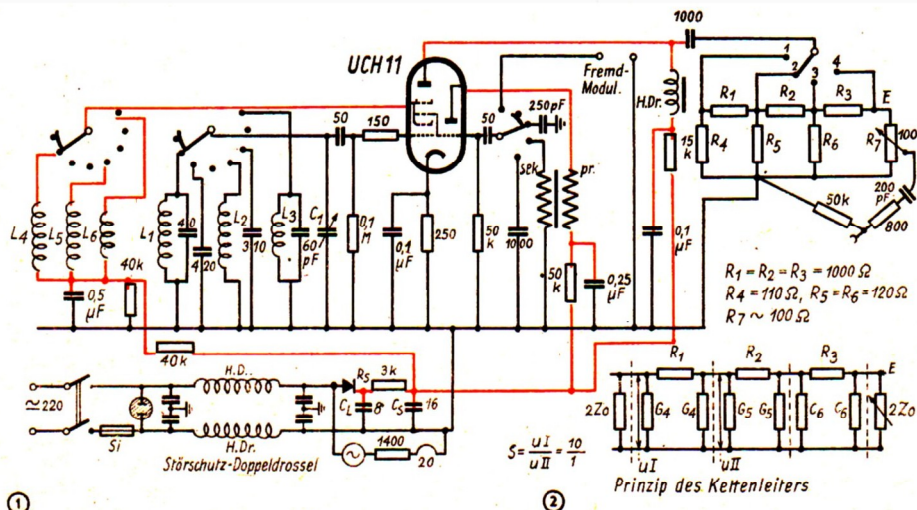 UCH11
1000
Fremd-
Modul.
H.Dr.
1
2
3
4
E
R1
R2
R3
R4
R5
R6
R7
100
15
k
50
150
50
250pF
sek.
pr.
L4
L5
L6
L1
40
420
L2
310
L3
60
pF
C1
0,1
M
0,1
µF
250
50
k
1000
50
k
0,25
µF
0,1
µF
50k
200
pF
800
40k
0,5
µF
40k
R1=R2=R3=1000 Ω
R4=110 Ω, R5=R6=120 Ω
R7 ~ 100 Ω
≃220
Si
H.D..
H.Dr.
Störschutz-Doppeldrossel
RS
3k
CL
8
CS
16
1400
20
R1
R2
R3
E
2Zo
G4
G4
G5
G5
C6
C6
2Zo
uI
uII
S= uI / uII = 10 / 1
Prinzip des Kettenleiters
1
2